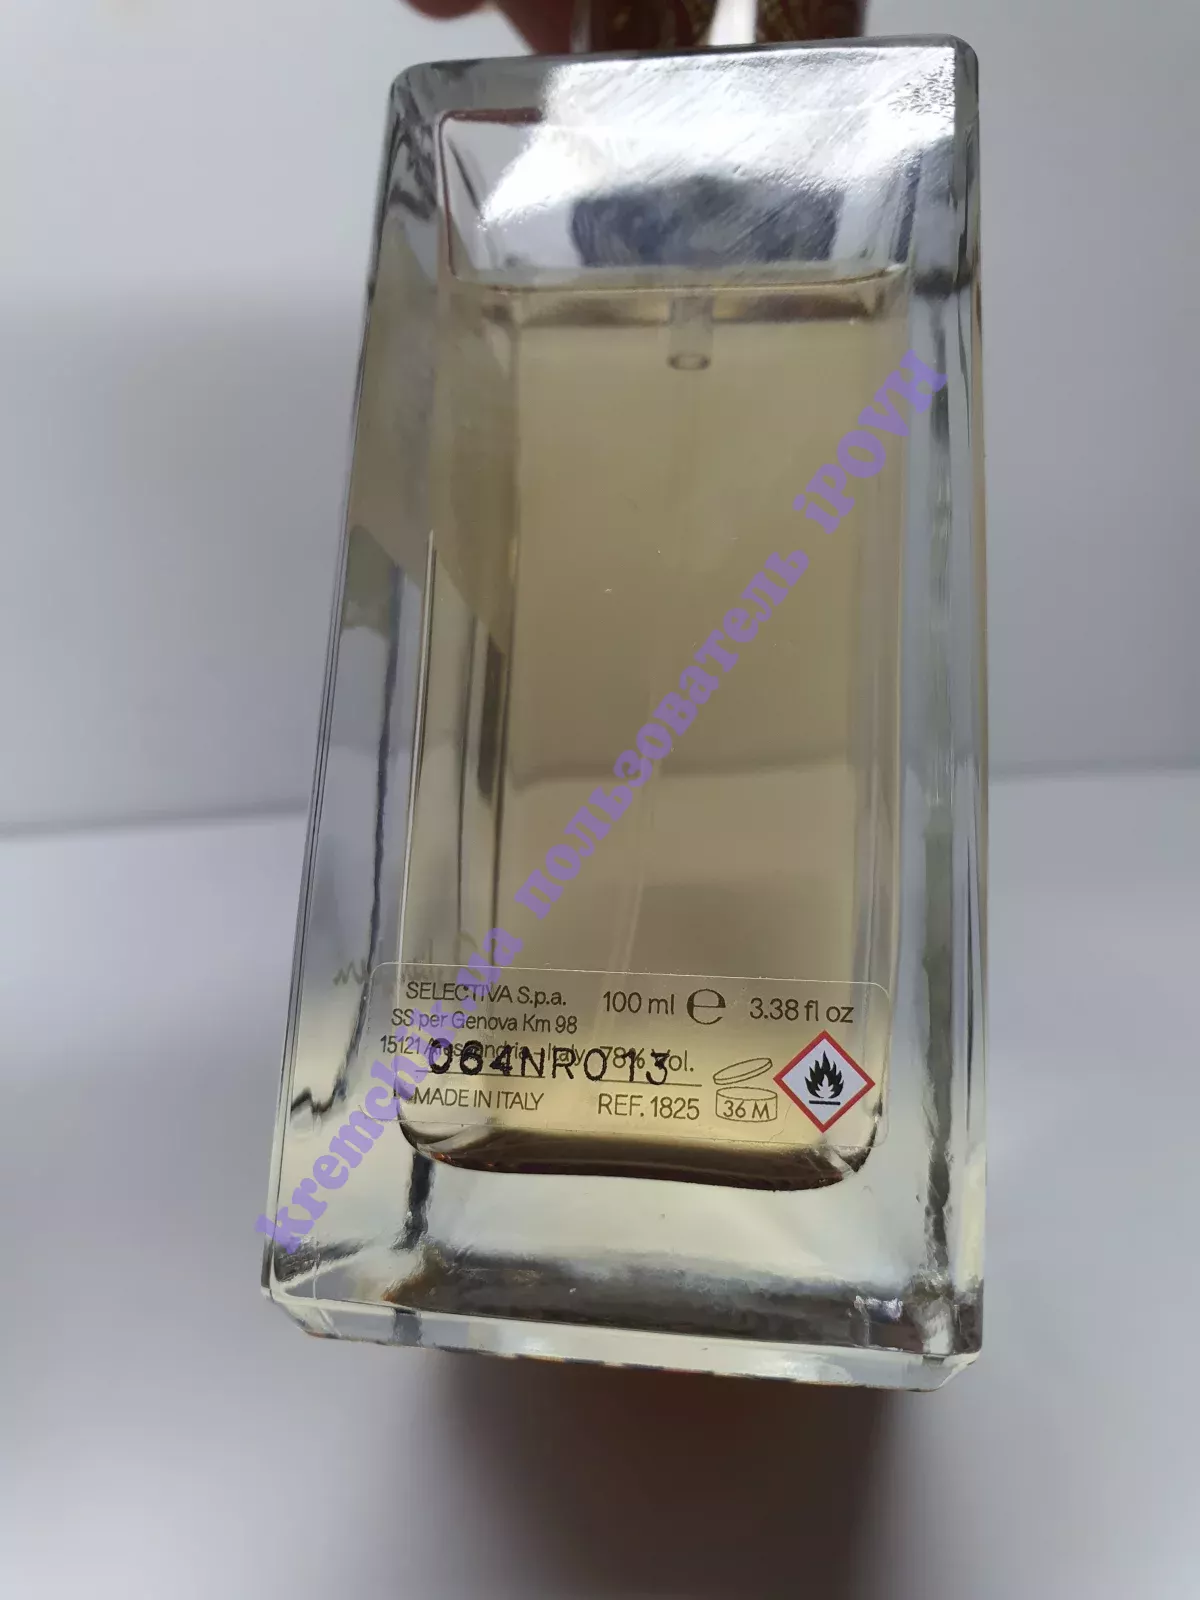 kremchik.ua пользователь iPOVH
SELECTIVA S.p.a.
SS per Genova Km 98
15121 Alessandria, Italy
MADE IN ITALY
100 ml e 3.38 fl oz
78% Vol.
REF. 1825
064NR013
36 M